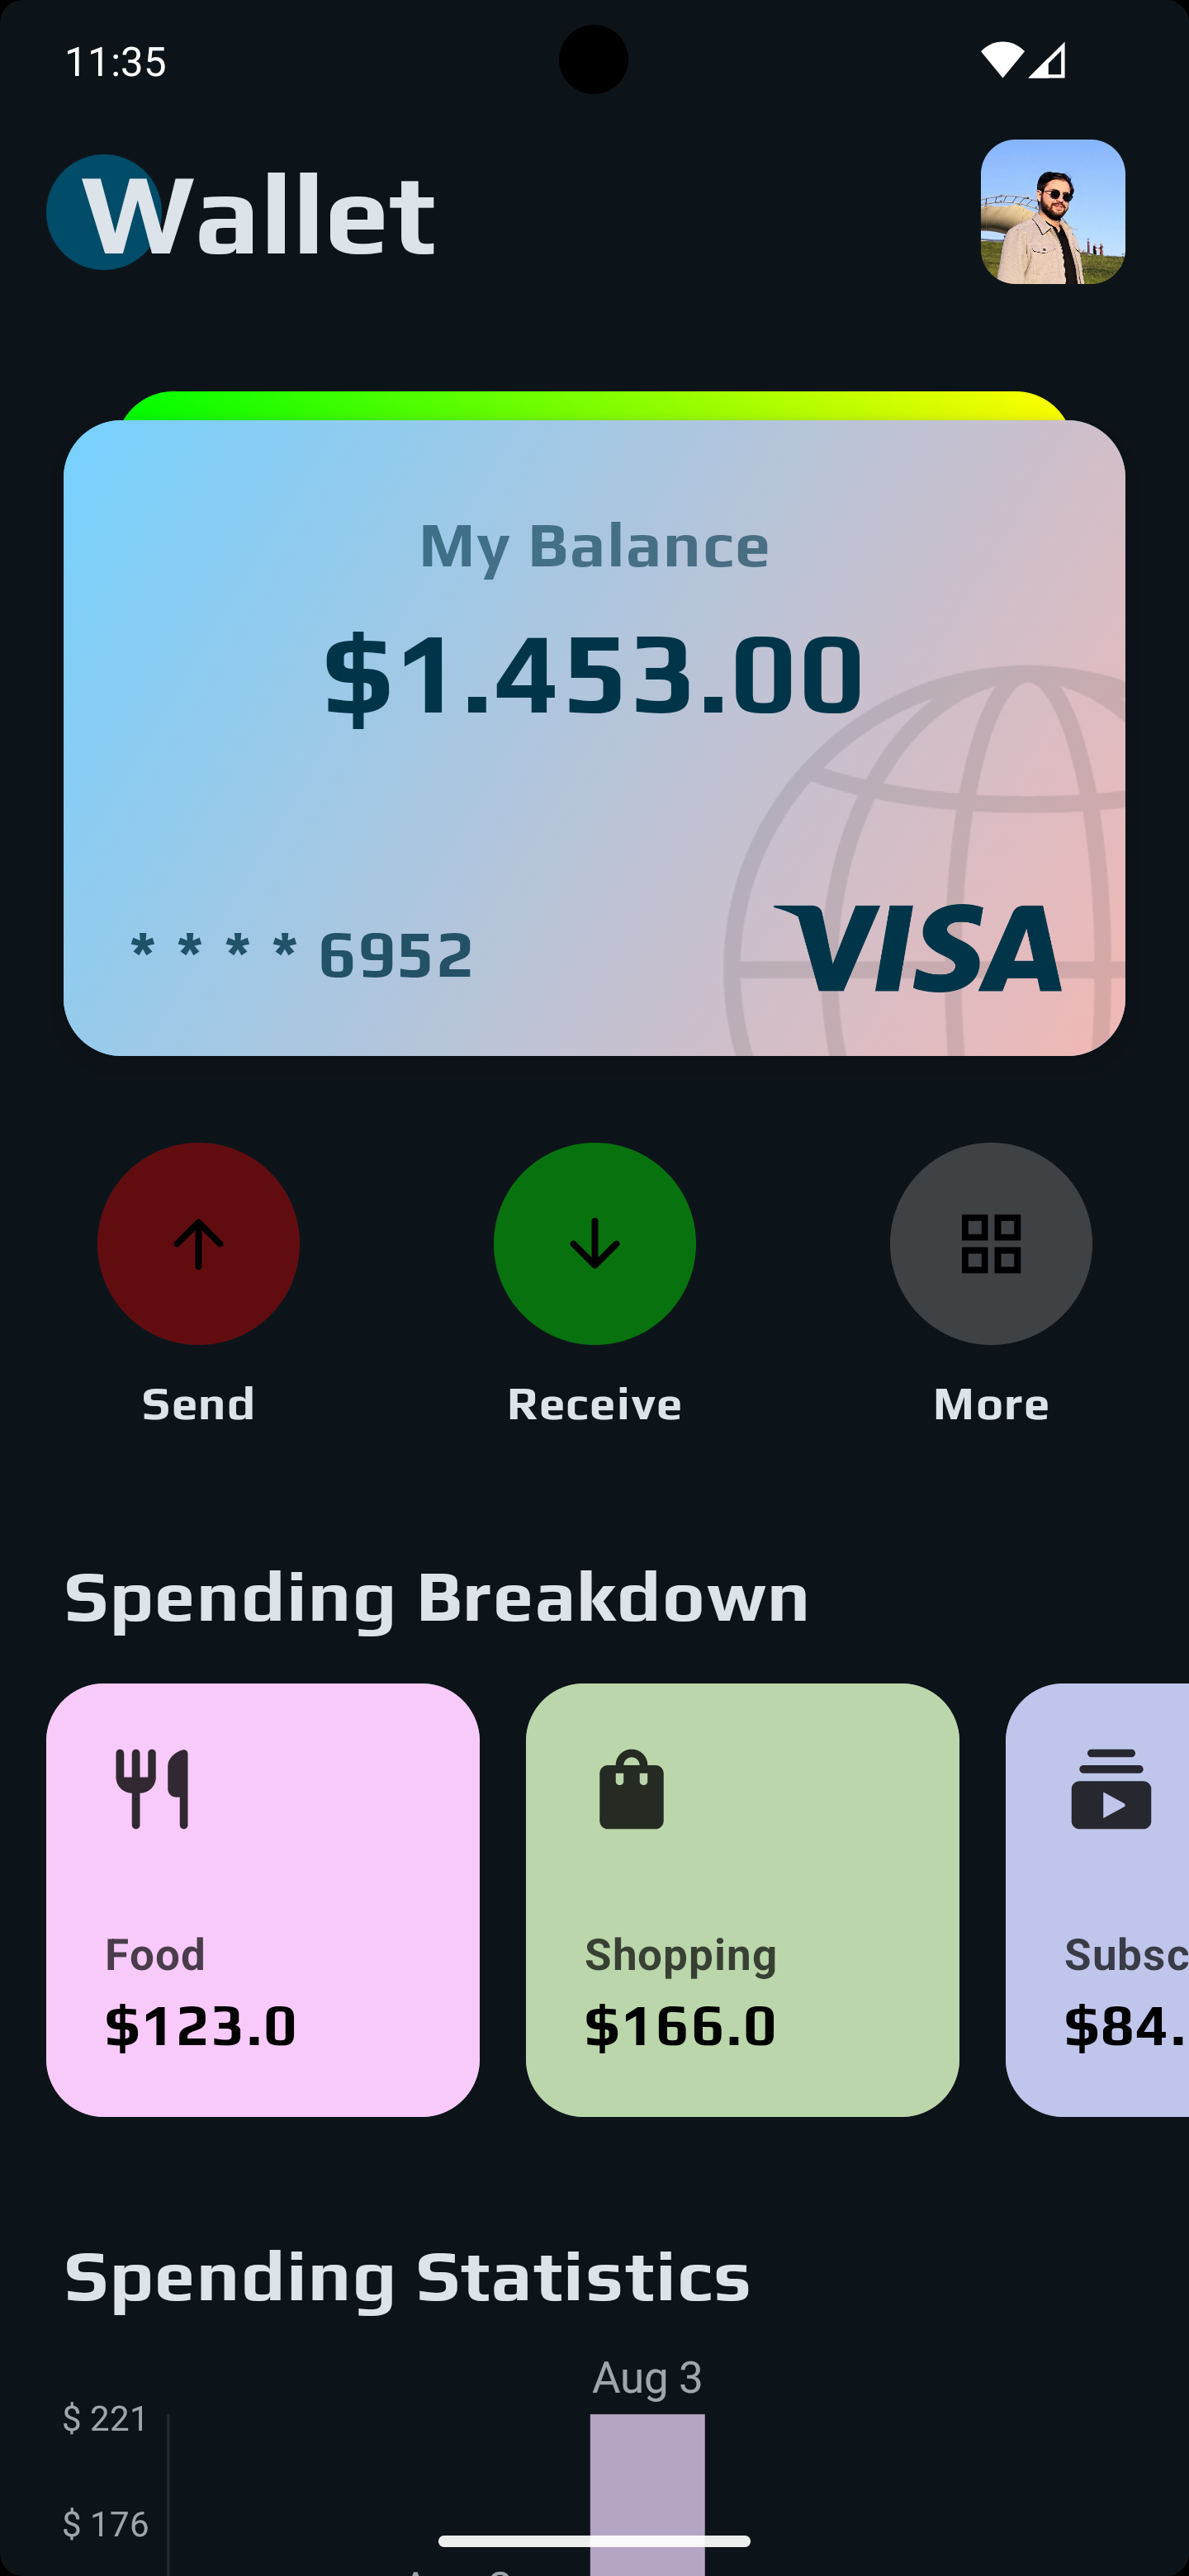 11:35
Wallet
My Balance
$1.453.00
* * * * 6952
VISA
Send
Receive
More
Spending Breakdown
Food
$123.0
Shopping
$166.0
Subsc
$84.
Spending Statistics
Aug 3
$ 221
$ 176